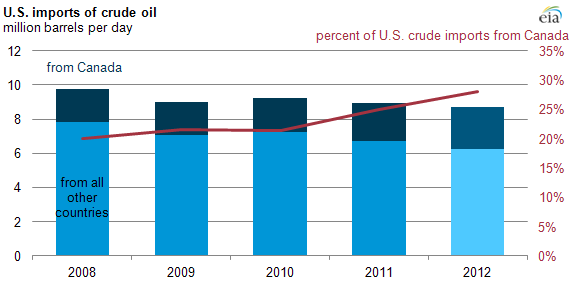 U.S. imports of crude oil
million barrels per day
eia
percent of U.S. crude imports from Canada
12
10
8
6
4
2
0
from Canada
from all
other
countries
35%
30%
25%
20%
15%
10%
5%
0%
2008
2009
2010
2011
2012